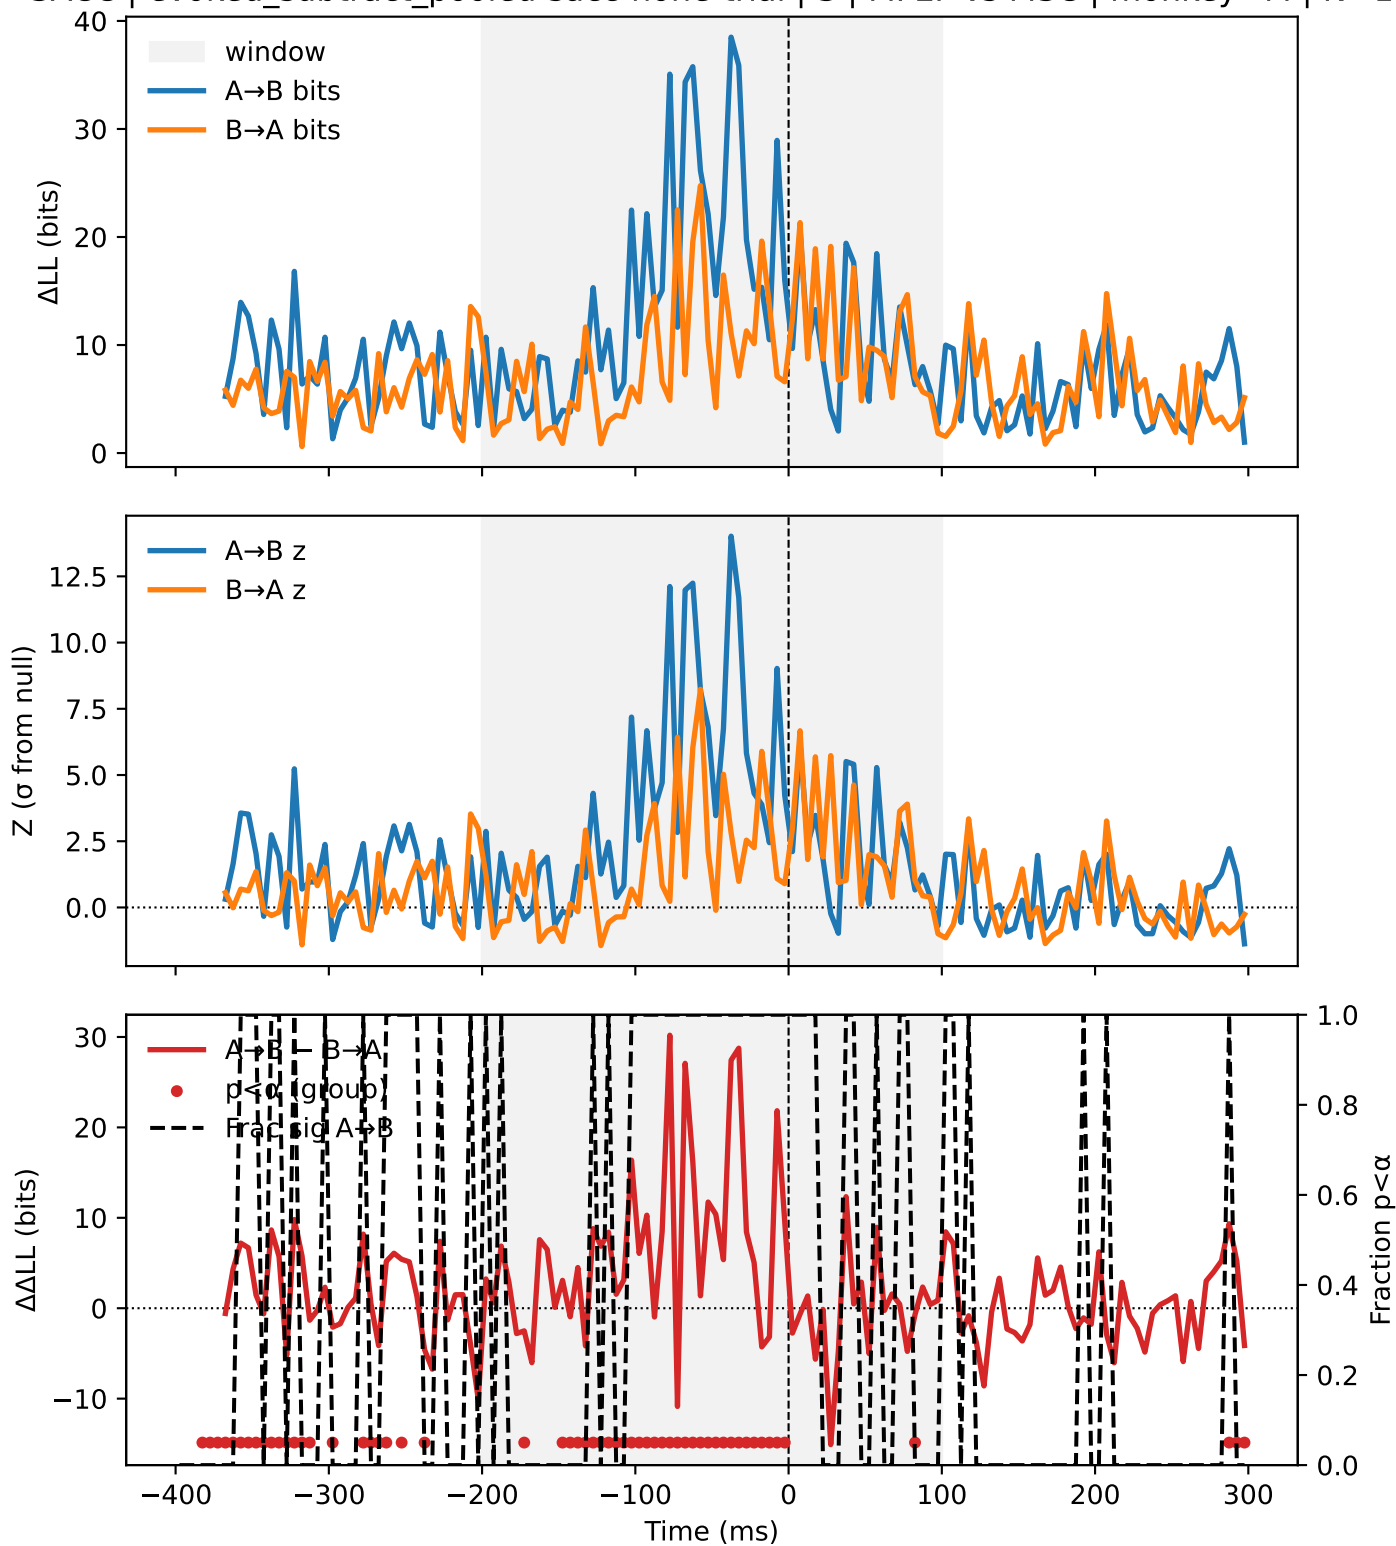 window
A→B bits
B→A bits
ΔLL (bits)
40
30
20
10
0
A→B z
B→A z
Z (σ from null)
12.5
10.0
7.5
5.0
2.5
0.0
A→B − B→A
p<α (group)
Frac sig A→B
ΔΔLL (bits)
30
20
10
0
−10
1.0
0.8
0.6
0.4
0.2
0.0
Fraction p<α
−400 −300 −200 −100 0 100 200 300
Time (ms)